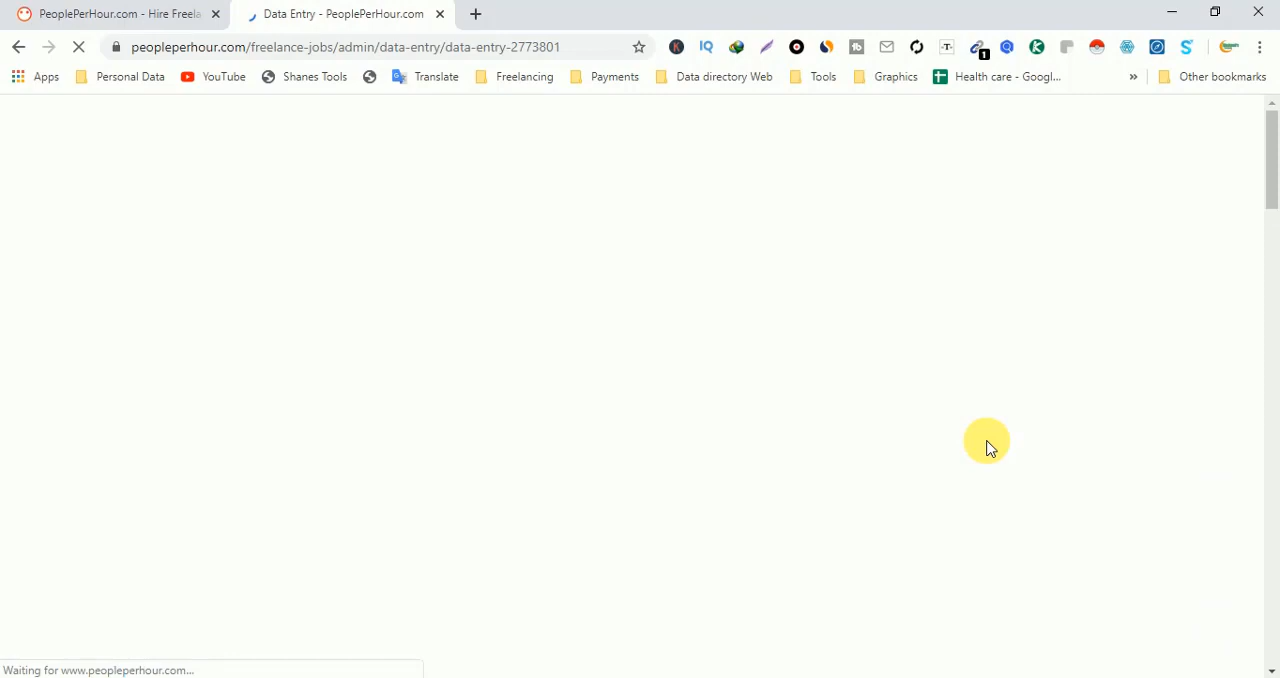 PeoplePerHour.com - Hire Freela
Data Entry - PeoplePerHour.com
peopleperhour.com/freelance-jobs/admin/data-entry/data-entry-2773801
Apps Personal Data YouTube Shanes Tools Translate Freelancing Payments Data directory Web Tools Graphics Health care - Googl... » Other bookmarks
Waiting for www.peopleperhour.com...